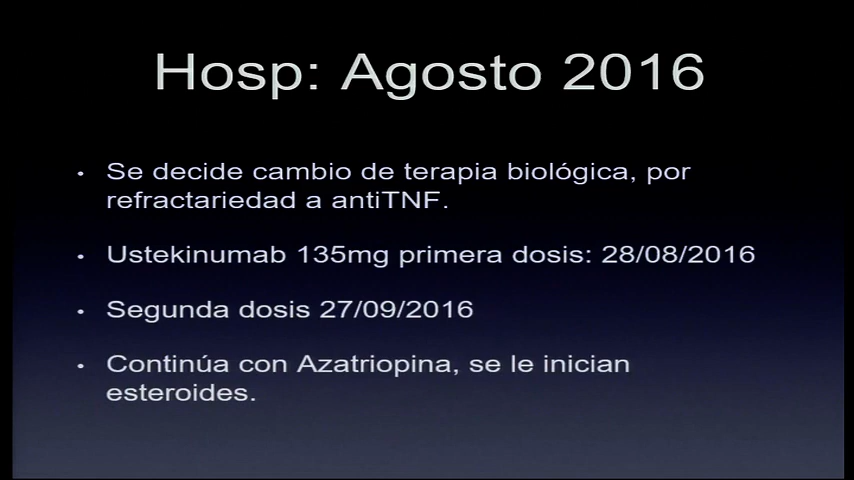 Hosp: Agosto 2016
• Se decide cambio de terapia biológica, por
refractariedad a antiTNF.
• Ustekinumab 135mg primera dosis: 28/08/2016
• Segunda dosis 27/09/2016
• Continúa con Azatriopina, se le inician
esteroides.